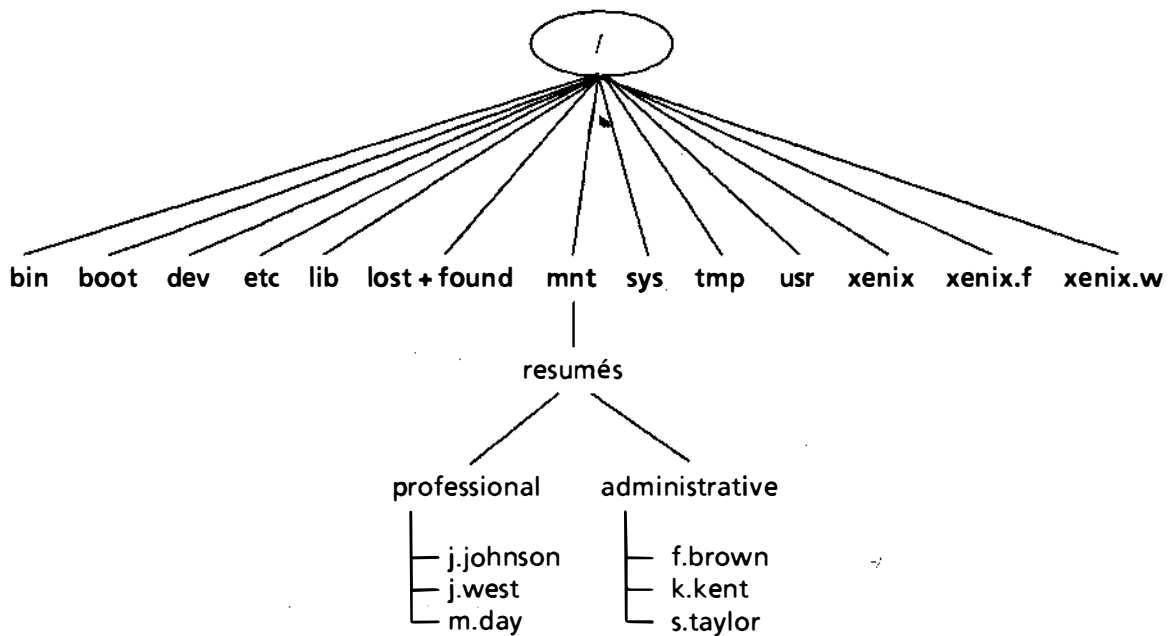 /
bin boot dev etc lib lost + found mnt sys tmp usr xenix xenix.f xenix.w
resumés
professional administrative
j.johnson f.brown
j.west k.kent
m.day s.taylor